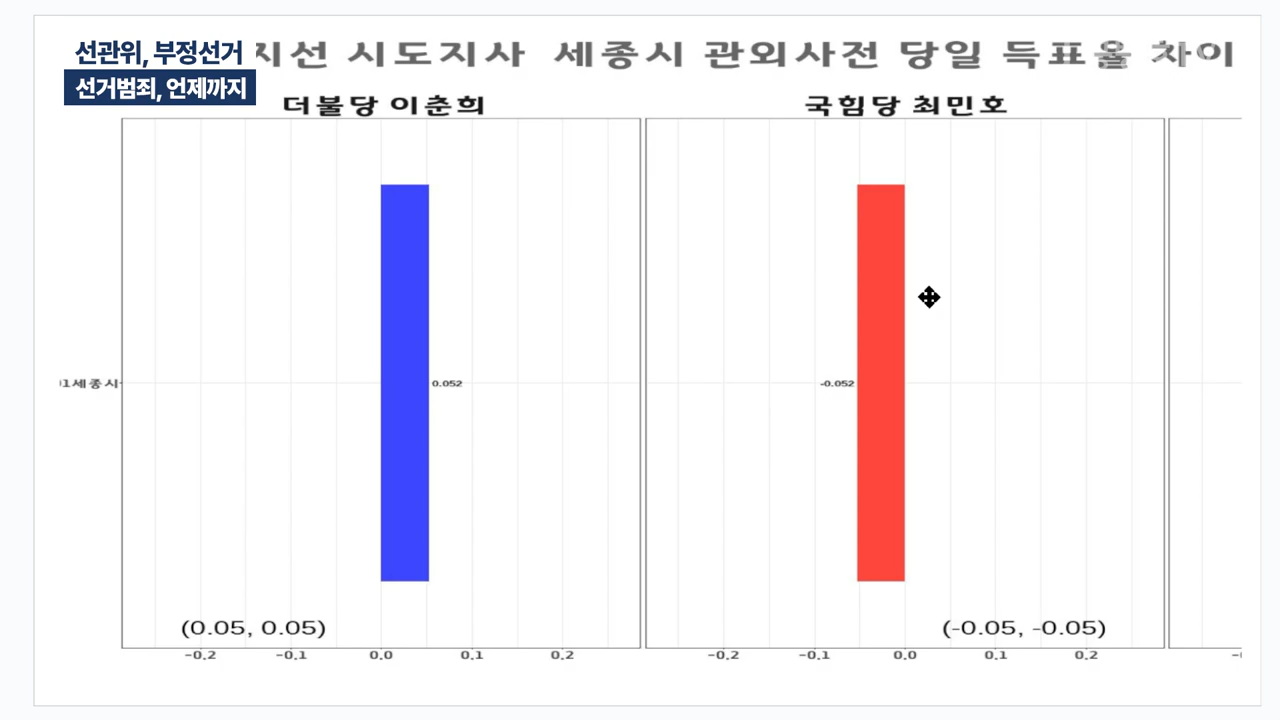 선관위, 부정선거
선거범죄, 언제까지
지선 시도지사 세종시 관외사전 당일 득표율 차이
더불당 이춘희
국힘당 최민호
1세종시
0.052
-0.052
(0.05, 0.05)
(-0.05, -0.05)
-0.2 -0.1 0.0 0.1 0.2
-0.2 -0.1 0.0 0.1 0.2